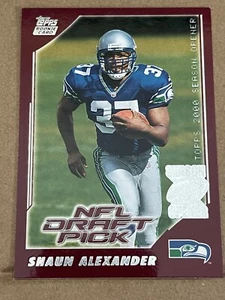 TOPPS
ROOKIE CARD
37
TOPPS 2000 SEASON OPENER
NFL
DRAFT
PICK
SHAUN ALEXANDER